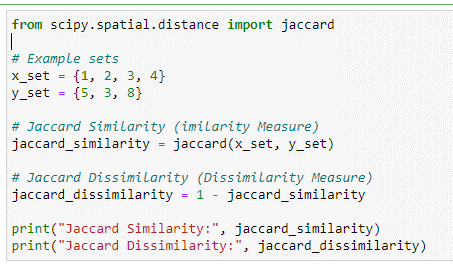 from scipy.spatial.distance import jaccard
# Example sets
x_set = {1, 2, 3, 4}
y_set = {5, 3, 8}
# Jaccard Similarity (imilarity Measure)
jaccard_similarity = jaccard(x_set, y_set)
# Jaccard Dissimilarity (Dissimilarity Measure)
jaccard_dissimilarity = 1 - jaccard_similarity
print("Jaccard Similarity:", jaccard_similarity)
print("Jaccard Dissimilarity:", jaccard_dissimilarity)